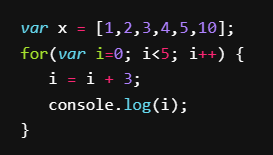 var x = [1,2,3,4,5,10];
for(var i=0; i<5; i++) {
   i = i + 3;
   console.log(i);
}